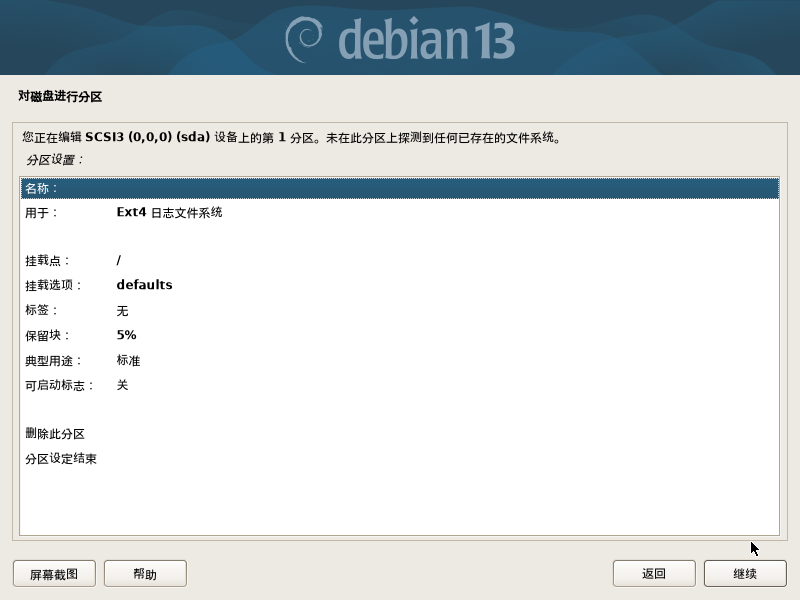 debian 13
对磁盘进行分区
您正在编辑 SCSI3 (0,0,0) (sda) 设备上的第 1 分区。未在此分区上探测到任何已存在的文件系统。
分区设置：
名称：
用于： Ext4 日志文件系统
挂载点： /
挂载选项： defaults
标签： 无
保留块： 5%
典型用途： 标准
可启动标志： 关
删除此分区
分区设定结束
屏幕截图 帮助 返回 继续